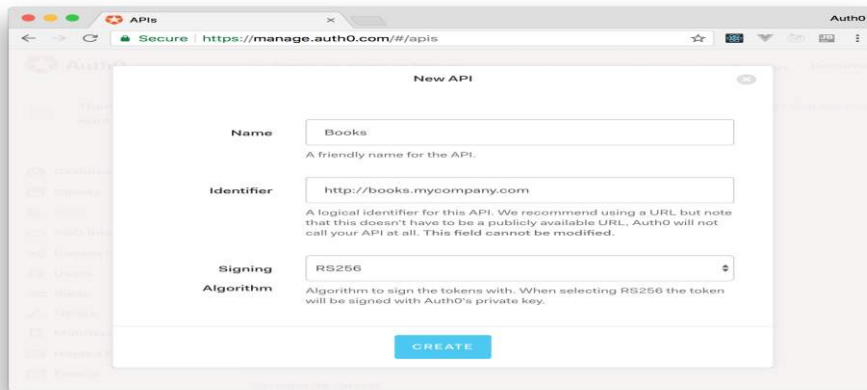 APIs
Auth0
Secure | https://manage.auth0.com/#/apis
Auth0
New API
Name
Books
A friendly name for the API.
Identifier
http://books.mycompany.com
A logical identifier for this API. We recommend using a URL but note
that this doesn't have to be a publicly available URL, Auth0 will not
call your API at all. This field cannot be modified.
Signing
Algorithm
RS256
Algorithm to sign the tokens with. When selecting RS256 the token
will be signed with Auth0's private key.
CREATE